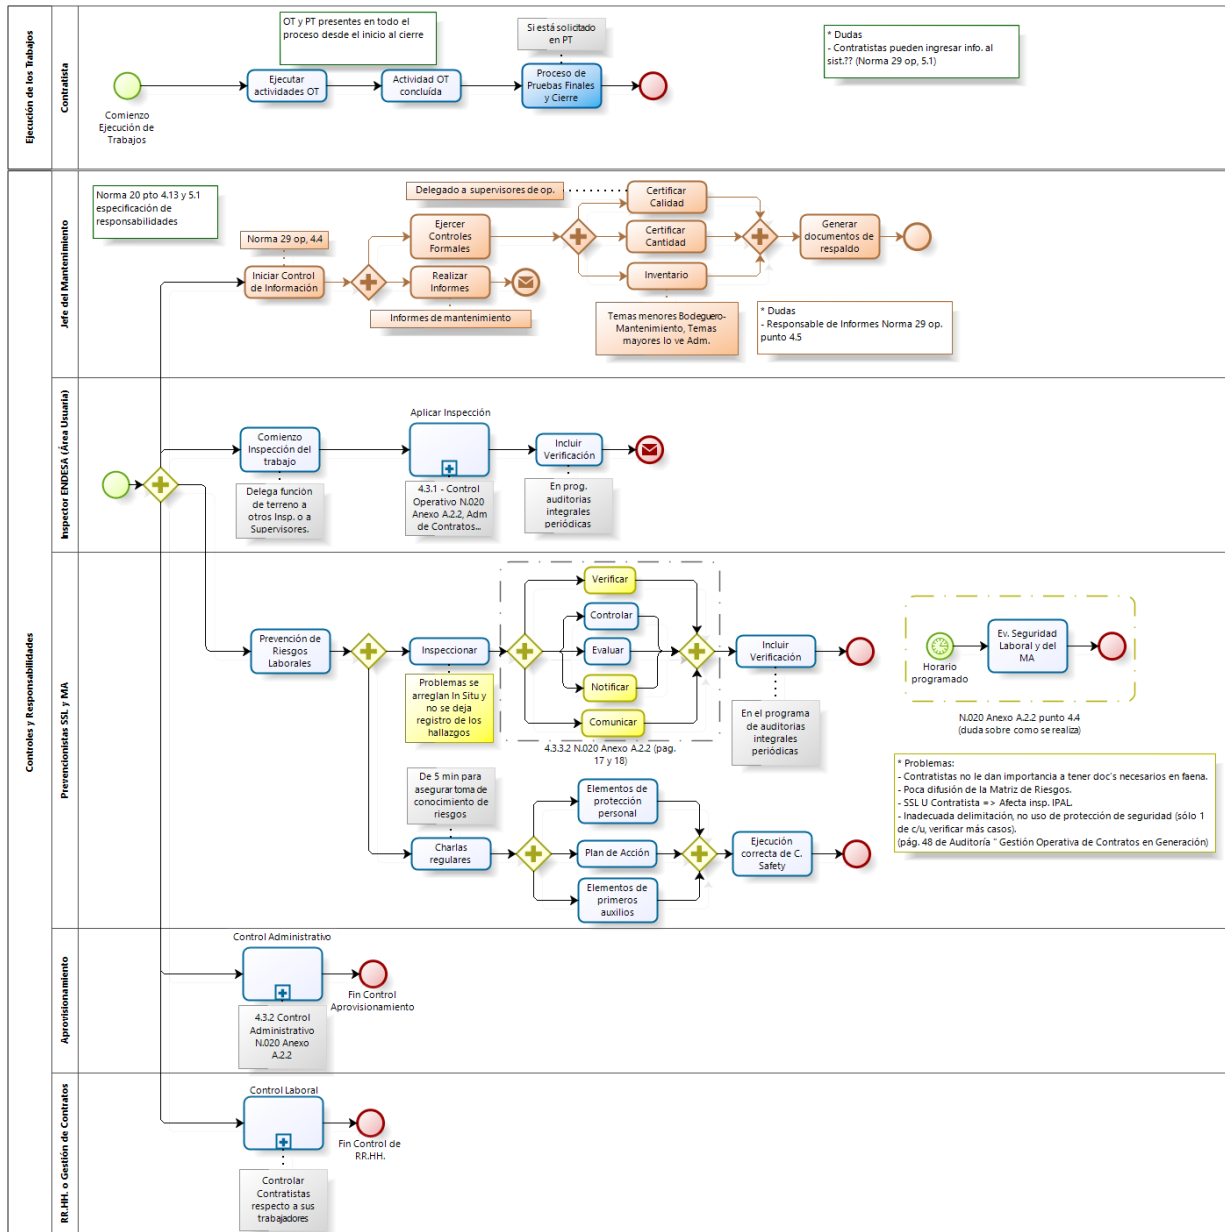 Ejecución de los Trabajos
Contratista
OT y PT presentes en todo el
proceso desde el inicio al cierre
Si está solicitado
en PT
* Dudas
- Contratistas pueden ingresar info. al
sist.?? (Norma 29 op, 5.1)
Comienzo
Ejecución de
Trabajos
Ejecutar
actividades OT
Actividad OT
concluída
Proceso de
Pruebas Finales
y Cierre
Controles y Responsabilidades
Jefe del Mantenimiento
Norma 20 pto 4.13 y 5.1
especificación de
responsabilidades
Norma 29 op, 4.4
Iniciar Control
de Información
Ejercer
Controles
Formales
Realizar
Informes
Informes de mantenimiento
Delegado a supervisores de op.
Certificar
Calidad
Certificar
Cantidad
Inventario
Generar
documentos de
respaldo
Temas menores Bodeguero-
Mantenimiento, Temas
mayores lo ve Adm.
* Dudas
- Responsable de Informes Norma 29 op.
punto 4.5
Inspector ENDESA (Área Usuaria)
Comienzo
Inspección del
trabajo
Delega función
de terreno a
otros Insp. o a
Supervisores.
Aplicar Inspección
4.3.1 - Control
Operativo N.020
Anexo A.2.2, Adm
de Contratos...
Incluir
Verificación
En prog.
auditorias
integrales
periódicas
Prevencionistas SSL y MA
Prevención de
Riesgos
Laborales
Inspeccionar
Problemas se
arreglan In Situ y
no se deja
registro de los
hallazgos
Verificar
Controlar
Evaluar
Notificar
Comunicar
4.3.3.2 N.020 Anexo A.2.2 (pag.
17 y 18)
Incluir
Verificación
En el programa
de auditorias
integrales
periódicas
Horario
programado
Ev. Seguridad
Laboral y del
MA
N.020 Anexo A.2.2 punto 4.4
(duda sobre como se realiza)
* Problemas:
- Contratistas no le dan importancia a tener doc's necesarios en faena.
- Poca difusión de la Matriz de Riesgos.
- SSL U Contratista => Afecta insp. IPAL.
- Inadecuada delimitación, no uso de protección de seguridad (sólo 1
de c/u, verificar más casos).
(pág. 48 de Auditoría ¨ Gestión Operativa de Contratos en Generación)
De 5 min para
asegurar toma de
conocimiento de
riesgos
Charlas
regulares
Elementos de
protección
personal
Plan de Acción
Elementos de
primeros
auxilios
Ejecución
correcta de C.
Safety
Aprovisionamiento
Control Administrativo
4.3.2 Control
Administrativo
N.020 Anexo
A.2.2
Fin Control
Aprovisionamiento
RR.HH. o Gestión de Contratos
Control Laboral
Fin Control de
RR.HH.
Controlar
Contratistas
respecto a sus
trabajadores